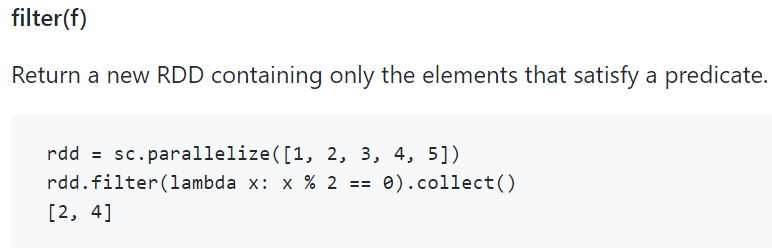 filter(f)
Return a new RDD containing only the elements that satisfy a predicate.
rdd = sc.parallelize([1, 2, 3, 4, 5])
rdd.filter(lambda x: x % 2 == 0).collect()
[2, 4]